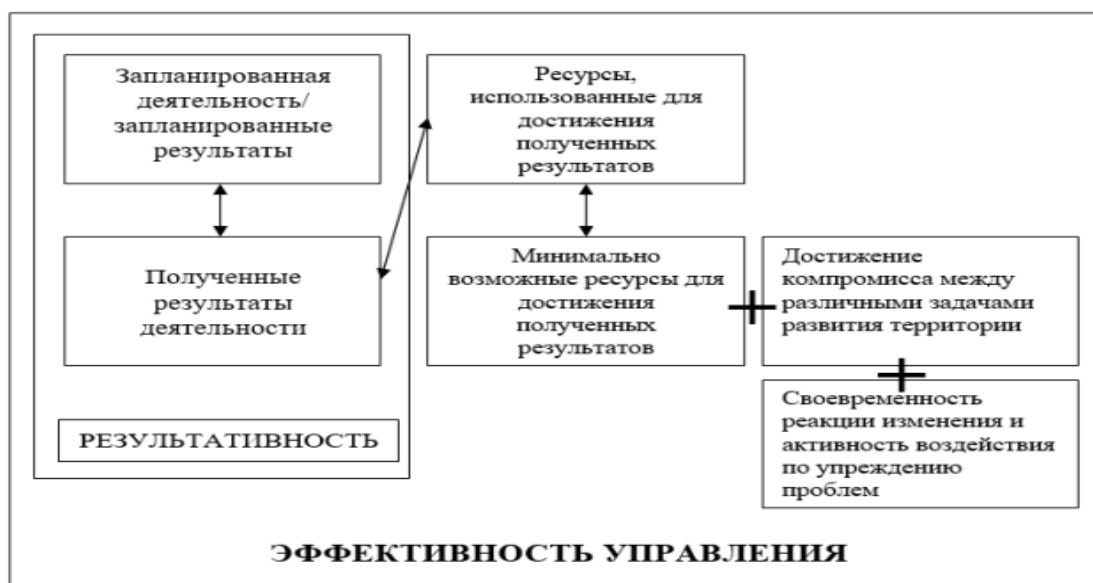 Запланированная
деятельность/
запланированные
результаты
Полученные
результаты
деятельности
РЕЗУЛЬТАТИВНОСТЬ
Ресурсы,
использованные для
достижения
полученных
результатов
Минимально
возможные ресурсы для
достижения
полученных
результатов
Достижение
компромисса между
различными задачами
развития территории
Своевременность
реакции изменения и
активность воздействия
по упреждению
проблем
ЭФФЕКТИВНОСТЬ УПРАВЛЕНИЯ